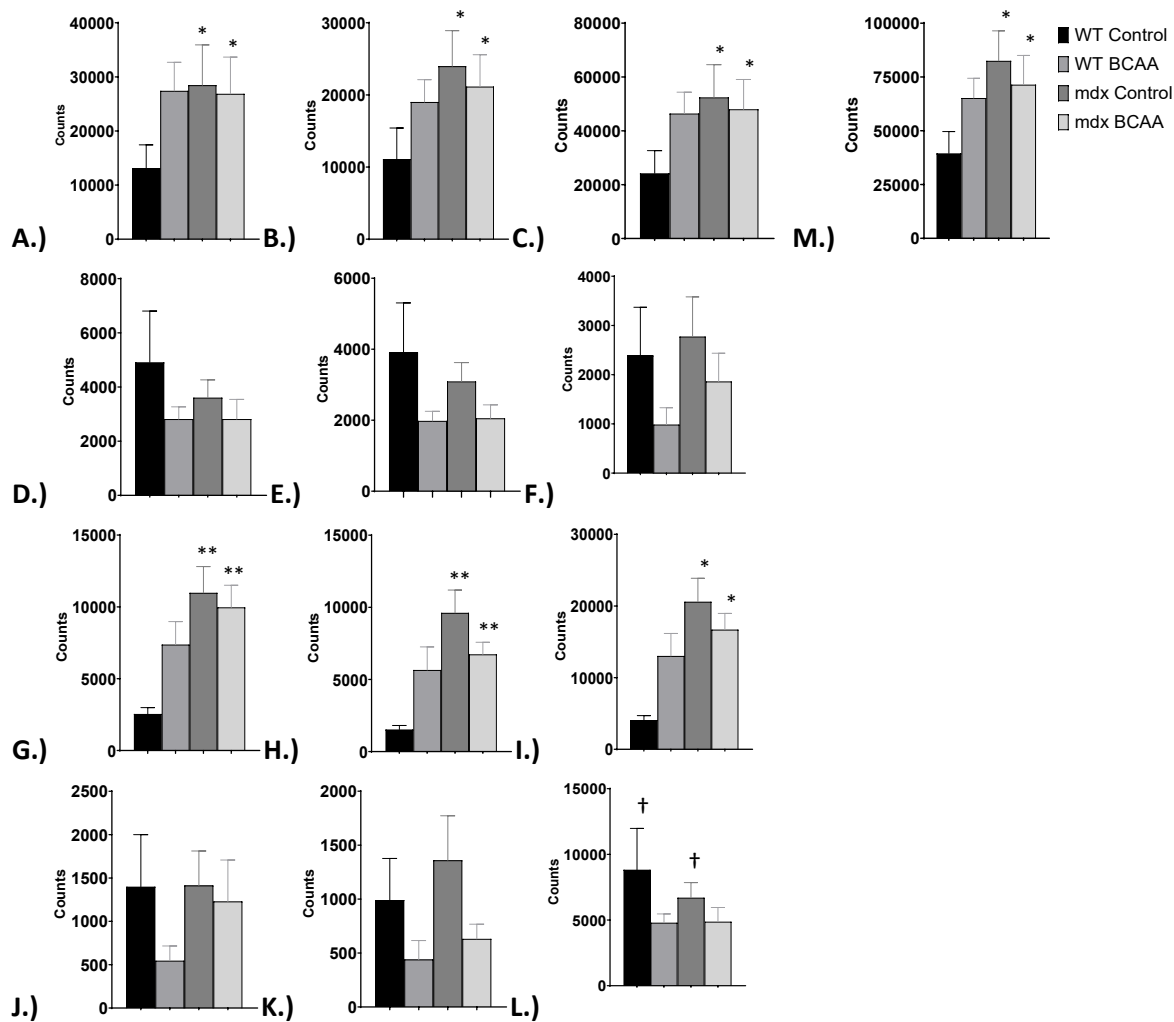 40000
30000
20000
10000
0
Counts
*
*
A.)
30000
20000
10000
0
Counts
*
*
B.)
80000
60000
40000
20000
0
Counts
*
*
C.)
100000
75000
50000
25000
0
Counts
*
*
M.)
WT Control
WT BCAA
mdx Control
mdx BCAA
8000
6000
4000
2000
0
Counts
D.)
6000
4000
2000
0
Counts
E.)
4000
3000
2000
1000
0
Counts
F.)
15000
10000
5000
0
Counts
**
**
G.)
15000
10000
5000
0
Counts
**
**
H.)
30000
20000
10000
0
Counts
*
*
I.)
2500
2000
1500
1000
500
0
Counts
J.)
2000
1500
1000
500
0
Counts
K.)
15000
10000
5000
0
Counts
†
†
L.)